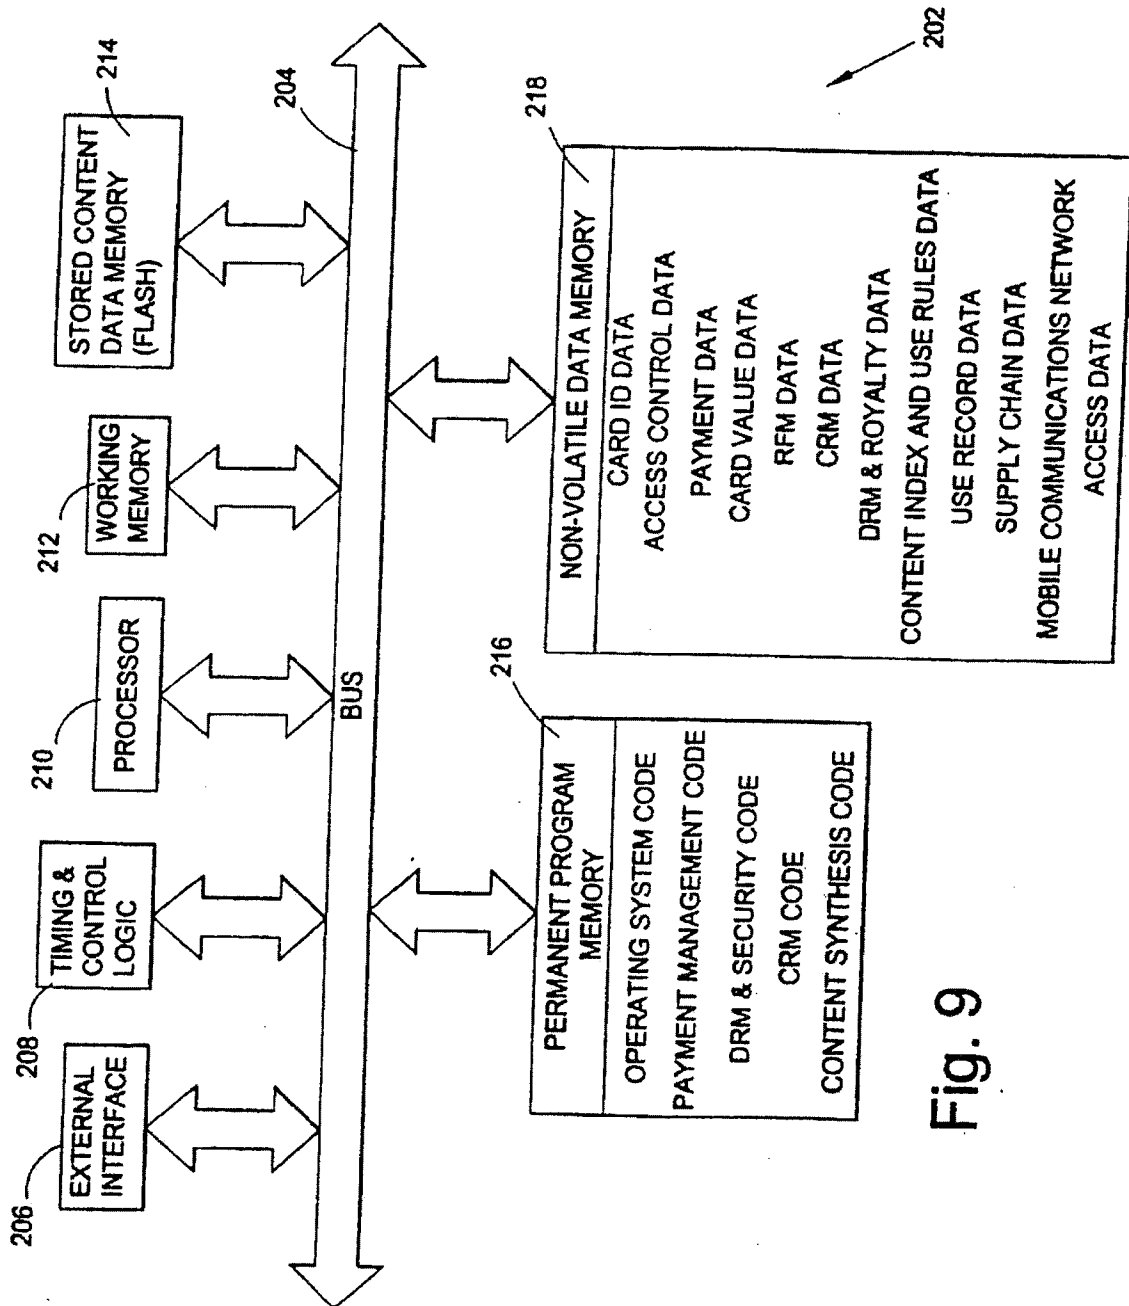 206
EXTERNAL
INTERFACE
208
TIMING &
CONTROL
LOGIC
210
PROCESSOR
212
WORKING
MEMORY
214
STORED CONTENT
DATA MEMORY
(FLASH)
204
BUS
216
PERMANENT PROGRAM
MEMORY
OPERATING SYSTEM CODE
PAYMENT MANAGEMENT CODE
DRM & SECURITY CODE
CRM CODE
CONTENT SYNTHESIS CODE
218
NON-VOLATILE DATA MEMORY
CARD ID DATA
ACCESS CONTROL DATA
PAYMENT DATA
CARD VALUE DATA
RFM DATA
CRM DATA
DRM & ROYALTY DATA
CONTENT INDEX AND USE RULES DATA
USE RECORD DATA
SUPPLY CHAIN DATA
MOBILE COMMUNICATIONS NETWORK
ACCESS DATA
202
Fig. 9